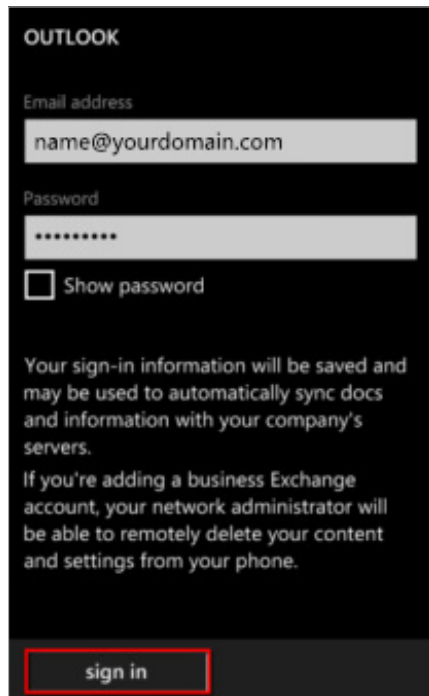 OUTLOOK
Email address
name@yourdomain.com
Password
•••••••••
Show password
Your sign-in information will be saved and
may be used to automatically sync docs
and information with your company's
servers.
If you're adding a business Exchange
account, your network administrator will
be able to remotely delete your content
and settings from your phone.
sign in